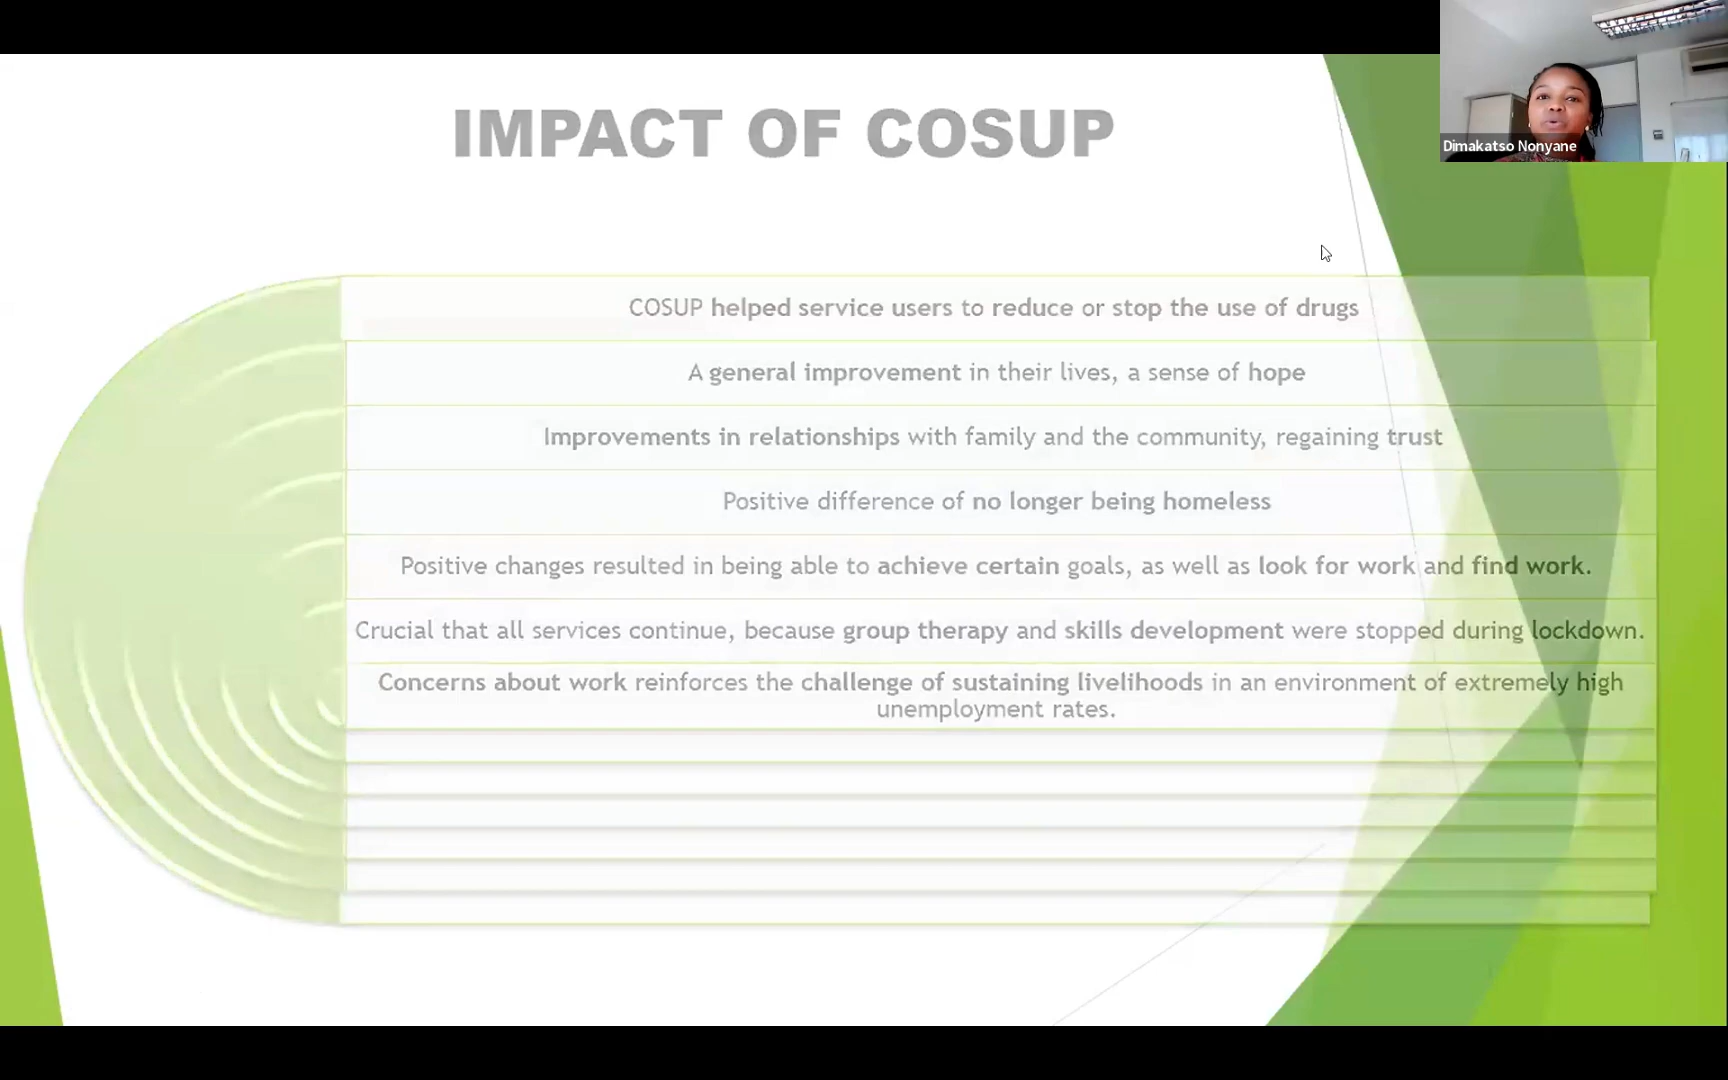 IMPACT OF COSUP
Dimakatso Nonyane
COSUP helped service users to reduce or stop the use of drugs
A general improvement in their lives, a sense of hope
Improvements in relationships with family and the community, regaining trust
Positive difference of no longer being homeless
Positive changes resulted in being able to achieve certain goals, as well as look for work and find work.
Crucial that all services continue, because group therapy and skills development were stopped during lockdown.
Concerns about work reinforces the challenge of sustaining livelihoods in an environment of extremely high
unemployment rates.